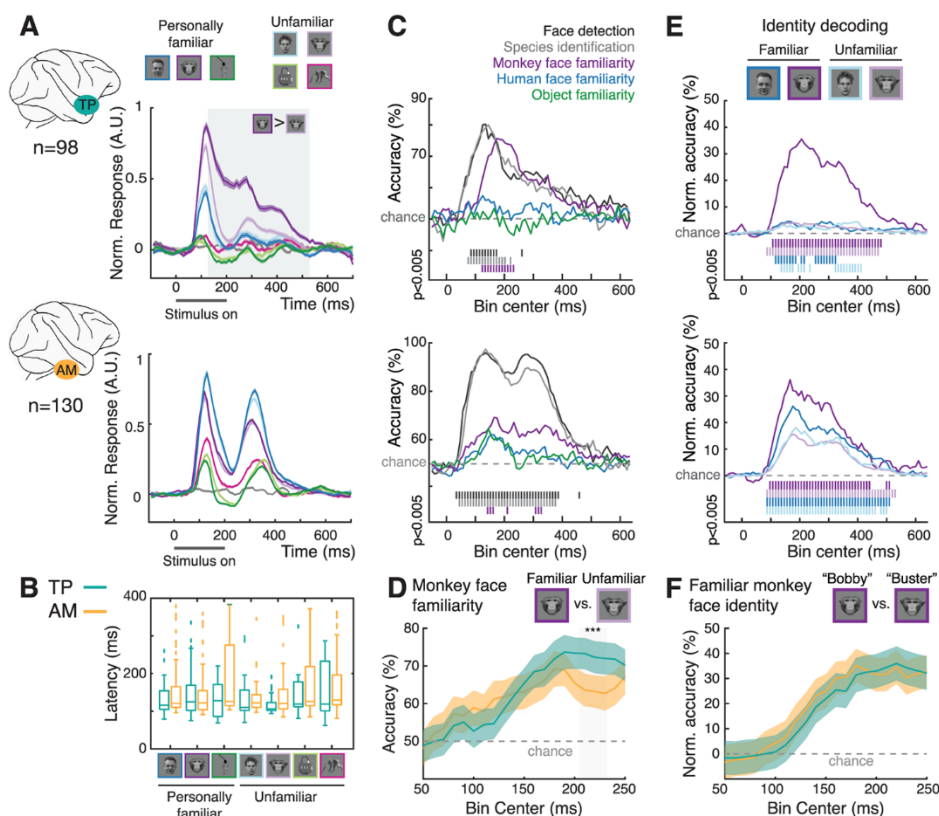 A
Personally
familiar
Unfamiliar
TP
n=98
Norm. Response (A.U.)
1
0.5
0
>
0 200 400 600
Time (ms)
Stimulus on
AM
n=130
Norm. Response (A.U.)
1
0.5
0
0 200 400 600
Time (ms)
Stimulus on
B
TP
AM
Latency (ms)
400
200
0
Personally
familiar
Unfamiliar
C
Face detection
Species identification
Monkey face familiarity
Human face familiarity
Object familiarity
Accuracy (%)
100
80
60
chance
p<0.005
0 200 400 600
Bin center (ms)
Accuracy (%)
100
80
60
chance
p<0.005
0 200 400 600
Bin center (ms)
D
Monkey face
familiarity
Familiar Unfamiliar
vs.
***
Accuracy (%)
80
70
60
50
chance
50 100 150 200 250
Bin Center (ms)
E
Identity decoding
Familiar Unfamiliar
Norm. accuracy (%)
50
40
30
20
10
0
chance
p<0.005
0 200 400 600
Bin center (ms)
Norm. accuracy (%)
50
40
30
40
10
0
chance
p<0.005
0 200 400 600
Bin center (ms)
F
Familiar monkey
face identity
"Bobby" "Buster"
vs.
Norm. accuracy (%)
50
40
30
20
10
0
chance
50 100 150 200 250
Bin Center (ms)